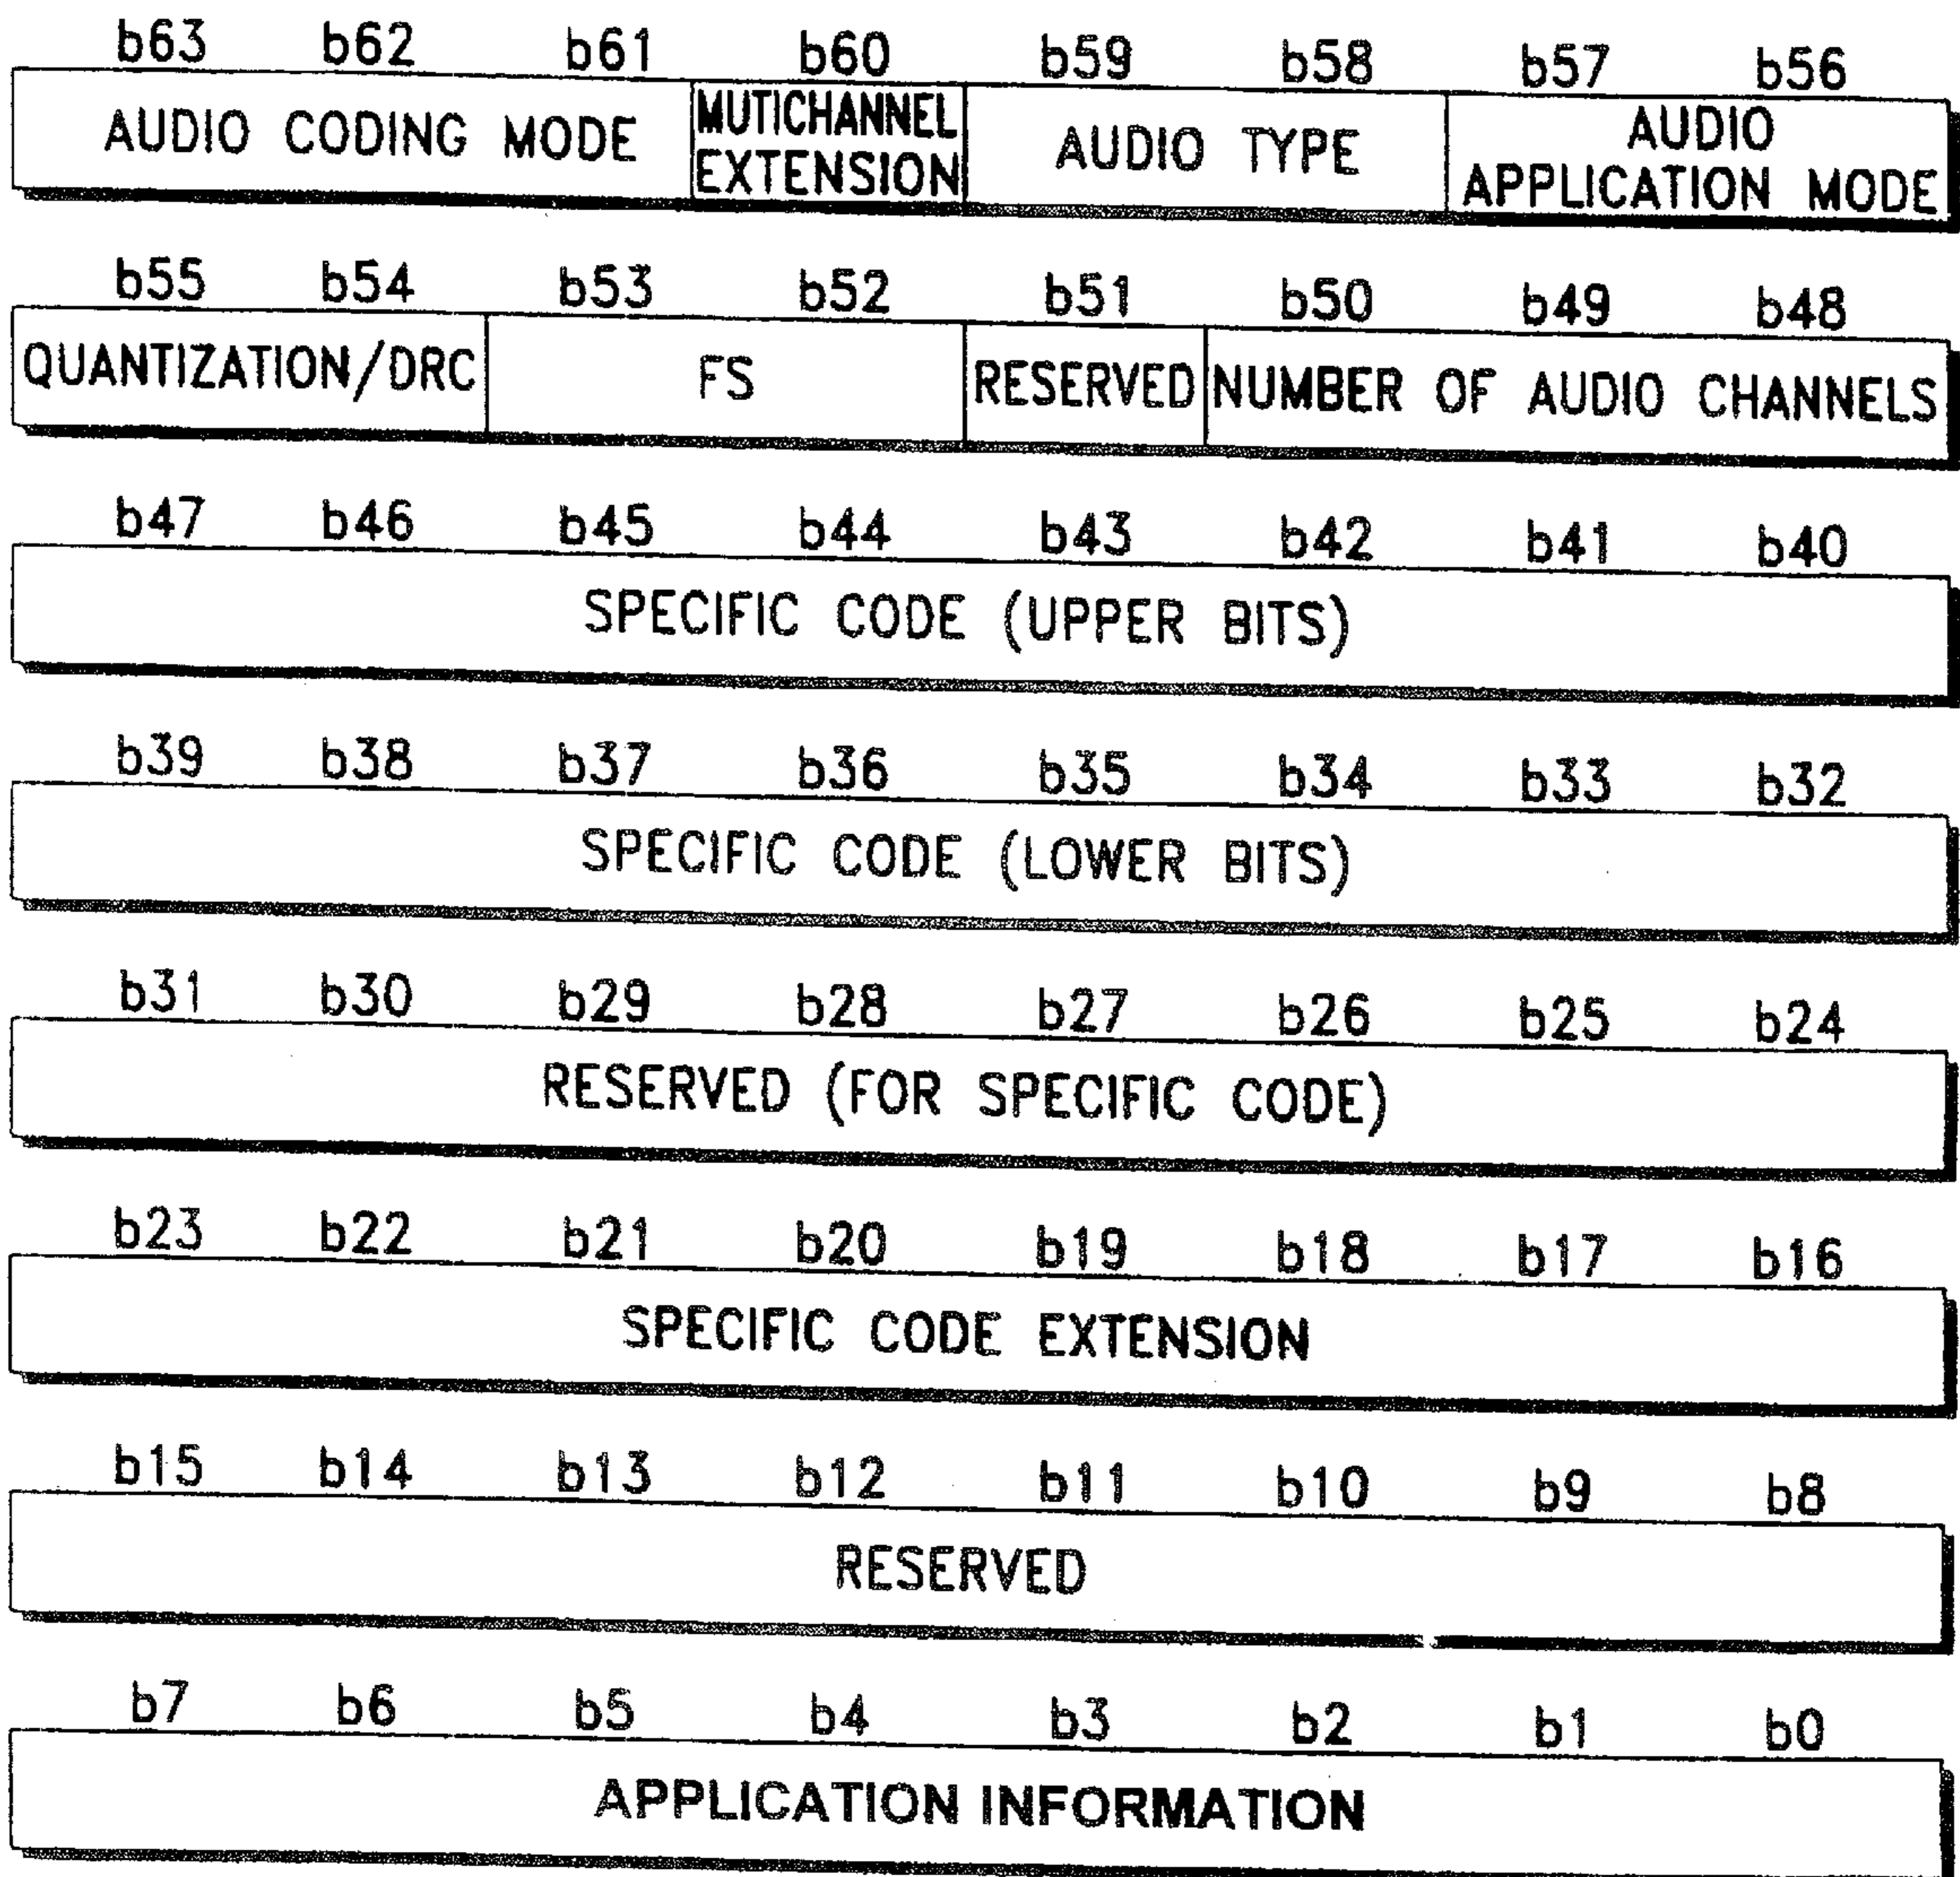 b63 b62 b61 b60 b59 b58 b57 b56
AUDIO CODING MODE
MUTICHANNEL
EXTENSION
AUDIO TYPE
AUDIO
APPLICATION MODE
b55 b54 b53 b52 b51 b50 b49 b48
QUANTIZATION/DRC FS RESERVED NUMBER OF AUDIO CHANNELS
b47 b46 b45 b44 b43 b42 b41 b40
SPECIFIC CODE (UPPER BITS)
b39 b38 b37 b36 b35 b34 b33 b32
SPECIFIC CODE (LOWER BITS)
b31 b30 b29 b28 b27 b26 b25 b24
RESERVED (FOR SPECIFIC CODE)
b23 b22 b21 b20 b19 b18 b17 b16
SPECIFIC CODE EXTENSION
b15 b14 b13 b12 b11 b10 b9 b8
RESERVED
b7 b6 b5 b4 b3 b2 b1 b0
APPLICATION INFORMATION